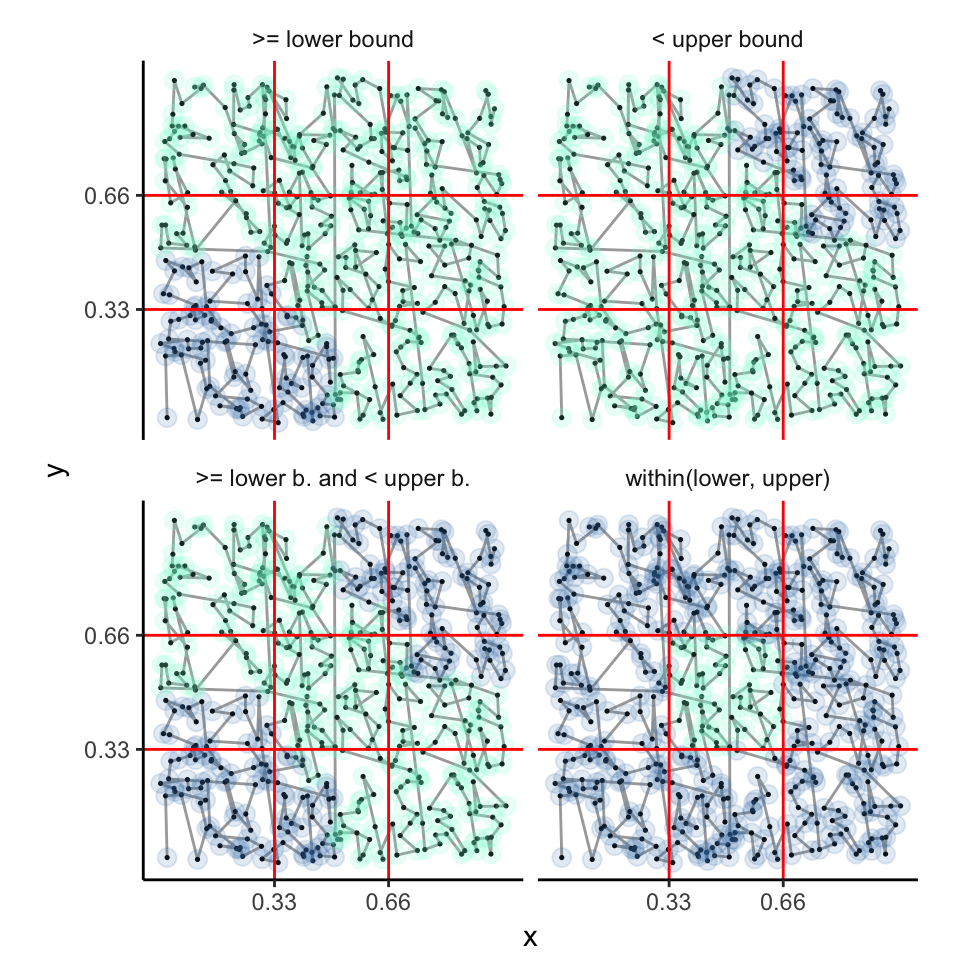 >= lower bound
< upper bound
0.66
0.33
y
>= lower b. and < upper b.
within(lower, upper)
0.66
0.33
0.33
0.66
0.33
0.66
x